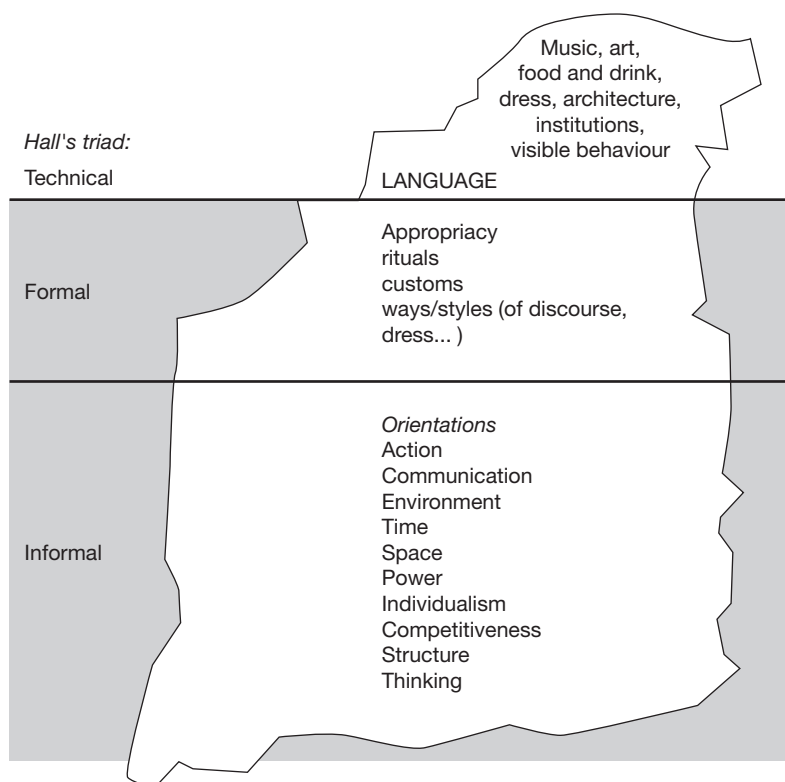 Music, art,
food and drink,
dress, architecture,
institutions,
visible behaviour
Hall's triad:
Technical
LANGUAGE
Formal
Appropriacy
rituals
customs
ways/styles (of discourse,
dress... )
Informal
Orientations
Action
Communication
Environment
Time
Space
Power
Individualism
Competitiveness
Structure
Thinking